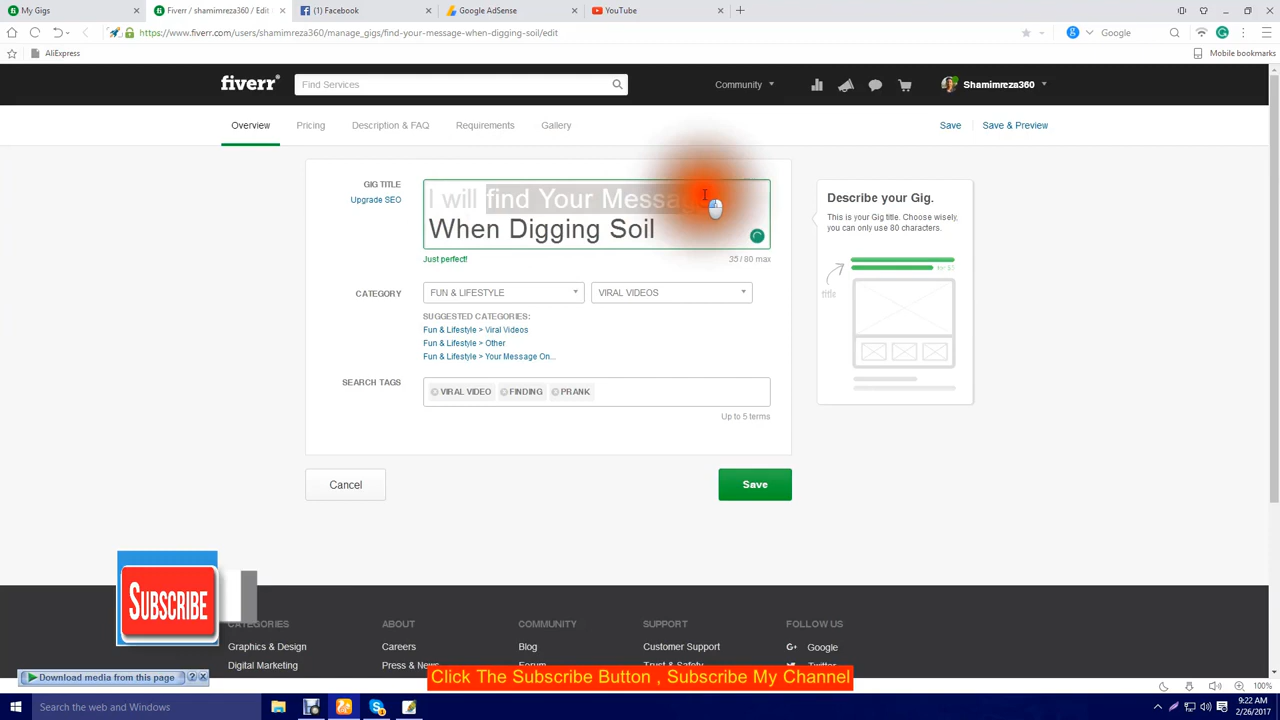 My Gigs
Fiverr / shamimreza360 / Edit
(1) Facebook
Google AdSense
YouTube
https://www.fiverr.com/users/shamimreza360/manage_gigs/find-your-message-when-digging-soil/edit
Google
AliExpress
Mobile bookmarks
fiverr
Find Services
Community
Shamimreza360
Overview
Pricing
Description & FAQ
Requirements
Gallery
Save
Save & Preview
GIG TITLE
Upgrade SEO
I will find Your Messa
When Digging Soil
Just perfect!
35 / 80 max
Describe your Gig.
This is your Gig title. Choose wisely,
you can only use 80 characters.
title
CATEGORY
FUN & LIFESTYLE
VIRAL VIDEOS
SUGGESTED CATEGORIES:
Fun & Lifestyle > Viral Videos
Fun & Lifestyle > Other
Fun & Lifestyle > Your Message On...
SEARCH TAGS
VIRAL VIDEO
FINDING
PRANK
Up to 5 terms
Cancel
Save
SUBSCRIBE
CATEGORIES
ABOUT
COMMUNITY
SUPPORT
FOLLOW US
Graphics & Design
Careers
Blog
Customer Support
Google
Digital Marketing
Press & News
Forum
Trust & Safety
Twitter
Download media from this page
Click The Subscribe Button , Subscribe My Channel
100%
Search the web and Windows
9:22 AM
2/26/2017